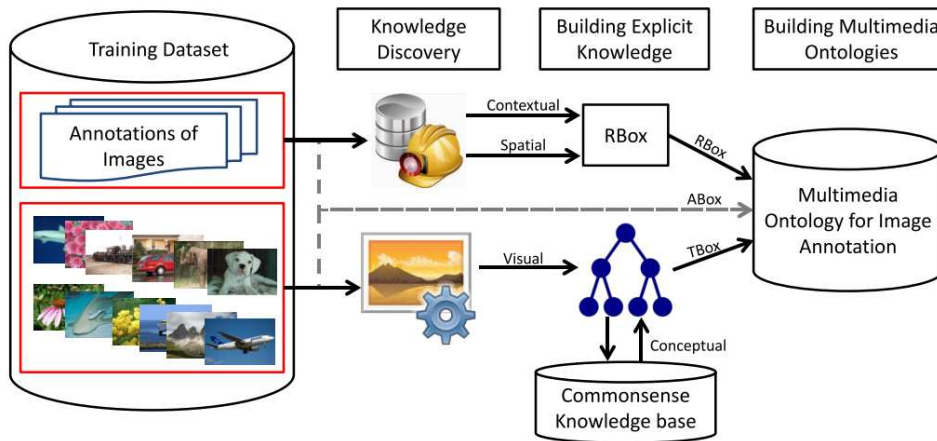 Training Dataset
Knowledge
Discovery
Building Explicit
Knowledge
Building Multimedia
Ontologies
Annotations of
Images
Contextual
Spatial
RBox
RBox
ABox
Multimedia
Ontology for Image
Annotation
Visual
TBox
Conceptual
Commonsense
Knowledge base